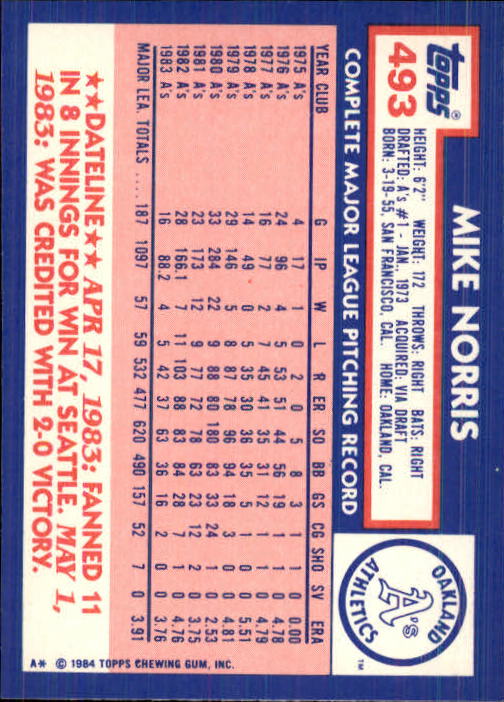 topps®
493
MIKE NORRIS
HEIGHT: 6'2" WEIGHT: 172 THROWS: RIGHT BATS: RIGHT
DRAFTED: A's #1 - JAN., 1973 ACQUIRED: VIA DRAFT
BORN: 3-19-55, SAN FRANCISCO, CAL. HOME: OAKLAND, CAL.
OAKLAND
A's
ATHLETICS
TM
COMPLETE MAJOR LEAGUE PITCHING RECORD
YEAR CLUB G IP W L R ER SO BB GS CG SHO SV ERA
1975 A's 4 17 1 0 2 0 5 8 3 1 1 0 0.00
1976 A's 24 96 4 5 53 51 44 56 19 1 1 0 4.78
1977 A's 16 77 2 7 45 41 35 31 12 1 1 0 4.79
1978 A's 14 49 0 5 35 30 36 35 5 1 0 0 5.51
1979 A's 29 146 5 8 87 78 96 94 18 3 0 0 4.81
1980 A's 33 284 22 9 88 80 180 83 33 24 1 0 2.53
1981 A's 23 173 12 9 77 72 78 63 23 12 2 0 3.75
1982 A's 28 166.1 7 11 103 88 83 84 28 7 1 0 4.76
1983 A's 16 88.2 4 5 42 37 63 36 16 2 0 0 3.76
MAJOR LEA. TOTALS .... 187 1097 57 59 532 477 620 490 157 52 7 0 3.91
★★DATELINE★★ APR 17, 1983: FANNED 11
IN 8 INNINGS FOR WIN AT SEATTLE. MAY 1,
1983: WAS CREDITED WITH 2-0 VICTORY.
A* © 1984 TOPPS CHEWING GUM, INC.